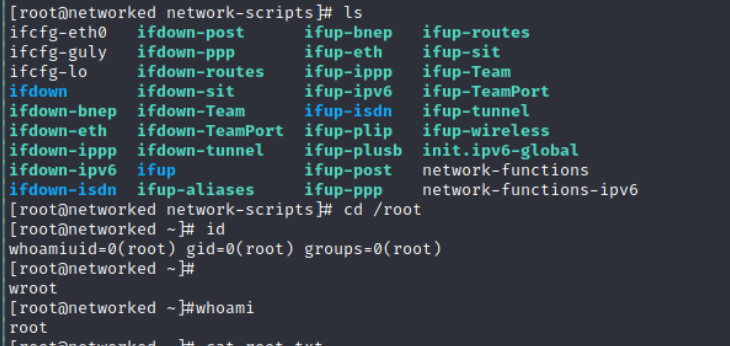 [root@networked network-scripts]# ls
ifcfg-eth0   ifdown-post      ifup-bnep    ifup-routes
ifcfg-guly   ifdown-ppp       ifup-eth     ifup-sit
ifcfg-lo     ifdown-routes    ifup-ippp    ifup-Team
ifdown       ifdown-sit       ifup-ipv6    ifup-TeamPort
ifdown-bnep  ifdown-Team      ifup-isdn    ifup-tunnel
ifdown-eth   ifdown-TeamPort  ifup-plip    ifup-wireless
ifdown-ippp  ifdown-tunnel    ifup-plusb   init.ipv6-global
ifdown-ipv6  ifup             ifup-post    network-functions
ifdown-isdn  ifup-aliases     ifup-ppp     network-functions-ipv6
[root@networked network-scripts]# cd /root
[root@networked ~]# id
whoamiuid=0(root) gid=0(root) groups=0(root)
[root@networked ~]#
wroot
[root@networked ~]#whoami
root
[root@networked ~]# cat root.txt